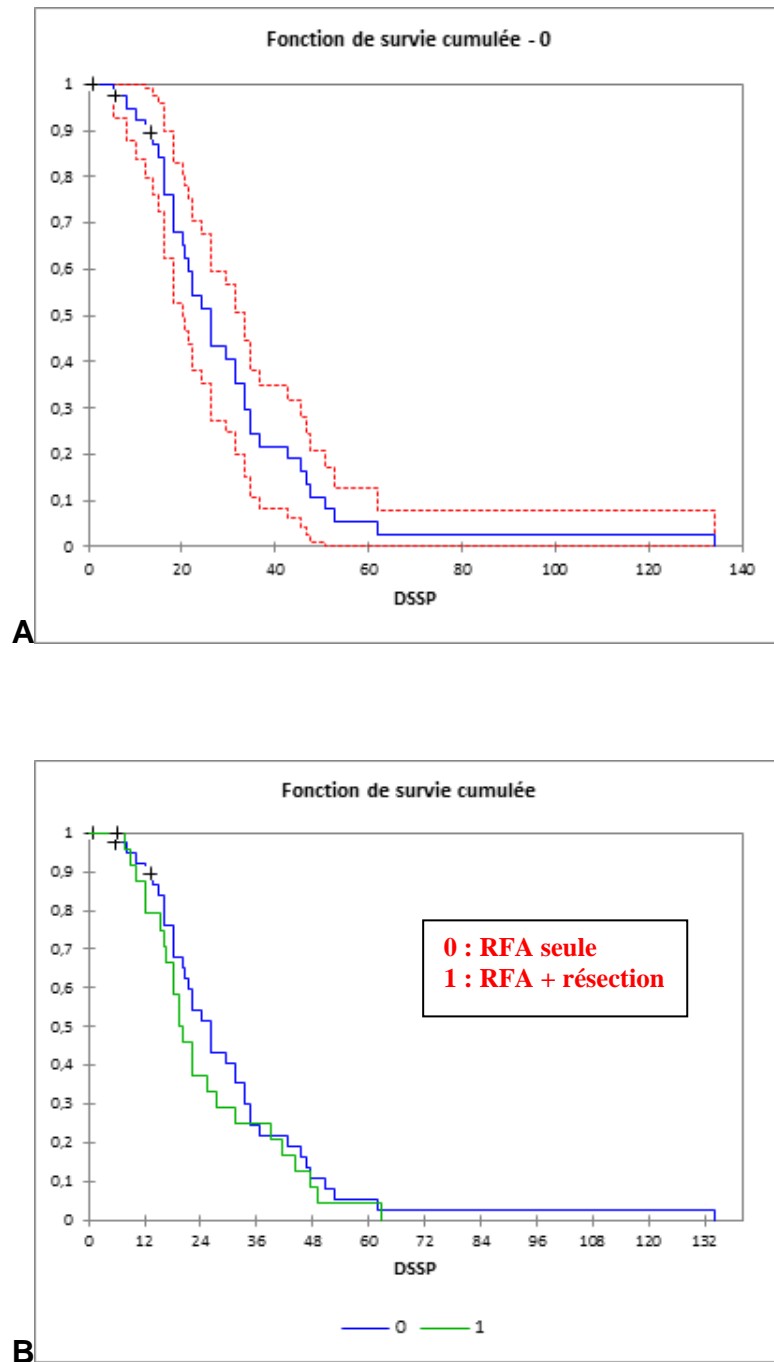 Fonction de survie cumulée - 0
1
0,9
0,8
0,7
0,6
0,5
0,4
0,3
0,2
0,1
0
0 20 40 60 80 100 120 140
DSSP
A
Fonction de survie cumulée
1
0,9
0,8
0,7
0,6
0,5
0,4
0,3
0,2
0,1
0
0 : RFA seule
1 : RFA + résection
0 12 24 36 48 60 72 84 96 108 120 132
DSSP
0 1
B